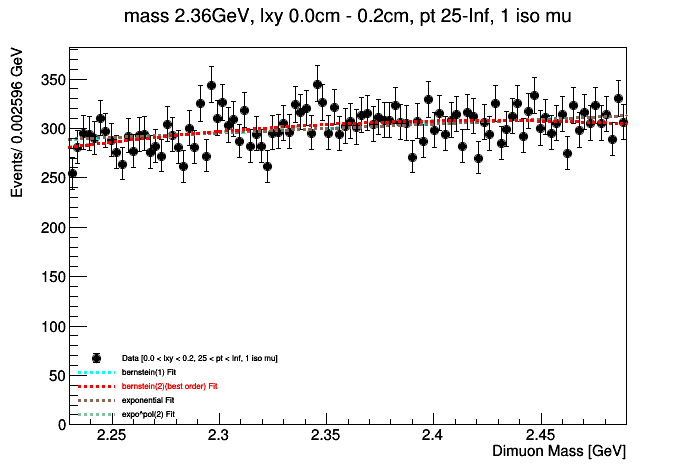 mass 2.36GeV, lxy 0.0cm - 0.2cm, pt 25-Inf, 1 iso mu
Events/ 0.002596 GeV
350
300
250
200
150
100
50
0
Data [0.0 < lxy < 0.2, 25 < pt < Inf, 1 iso mu]
bernstein(1) Fit
bernstein(2)(best order) Fit
exponential Fit
expo*pol(2) Fit
2.25 2.3 2.35 2.4 2.45
Dimuon Mass [GeV]